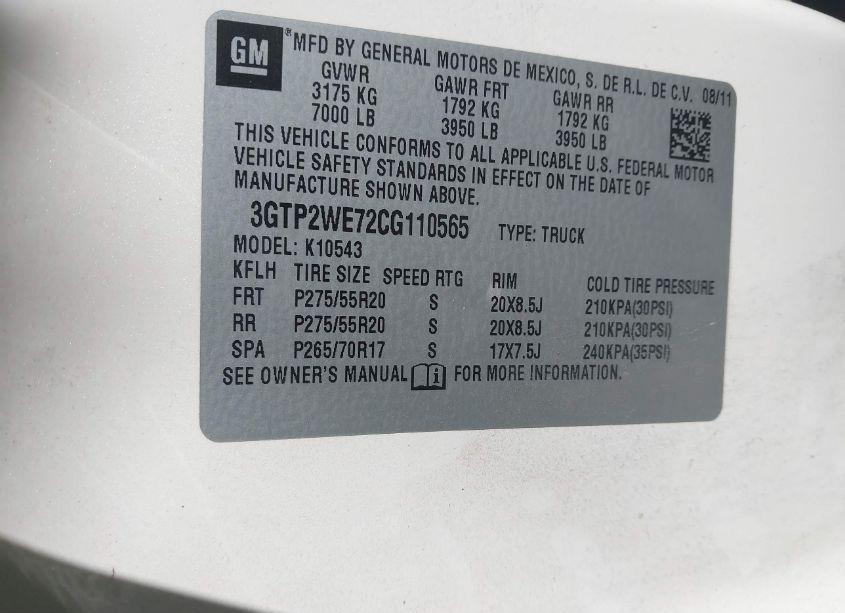 GM
MFD BY GENERAL MOTORS DE MEXICO, S. DE R.L. DE C.V. 08/11
GVWR GAWR FRT GAWR RR
3175 KG 1792 KG 1792 KG
7000 LB 3950 LB 3950 LB
THIS VEHICLE CONFORMS TO ALL APPLICABLE U.S. FEDERAL MOTOR
VEHICLE SAFETY STANDARDS IN EFFECT ON THE DATE OF
MANUFACTURE SHOWN ABOVE.
3GTP2WE72CG110565 TYPE: TRUCK
MODEL: K10543
KFLH TIRE SIZE SPEED RTG RIM COLD TIRE PRESSURE
FRT P275/55R20 S 20X8.5J 210KPA(30PSI)
RR P275/55R20 S 20X8.5J 210KPA(30PSI)
SPA P265/70R17 S 17X7.5J 240KPA(35PSI)
SEE OWNER'S MANUAL FOR MORE INFORMATION.